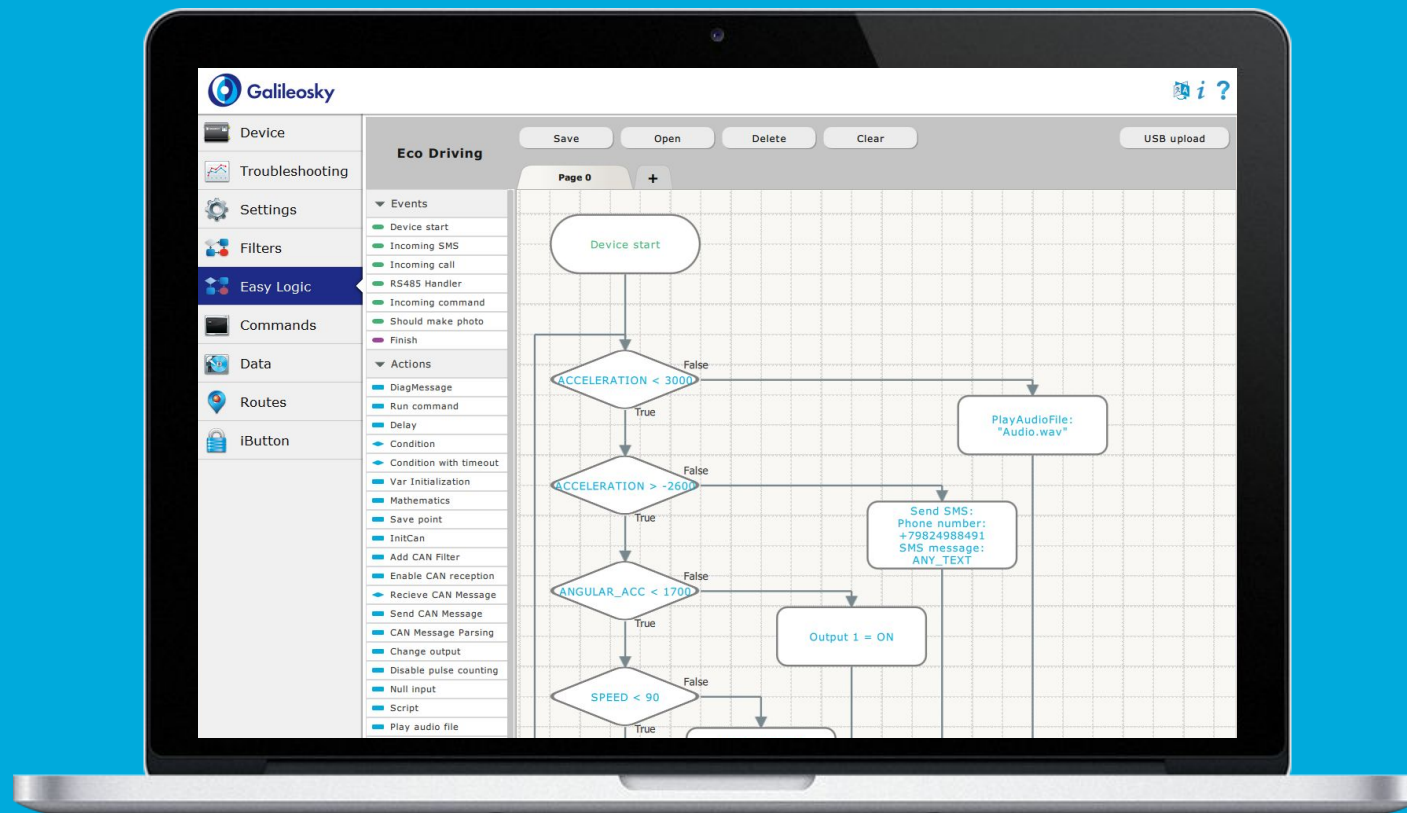 Galileosky
i ?
Device
Troubleshooting
Settings
Filters
Easy Logic
Commands
Data
Routes
iButton
Eco Driving
Save
Open
Delete
Clear
USB upload
Page 0
+
Events
Device start
Incoming SMS
Incoming call
RS485 Handler
Incoming command
Should make photo
Finish
Actions
DiagMessage
Run command
Delay
Condition
Condition with timeout
Var Initialization
Mathematics
Save point
InitCan
Add CAN Filter
Enable CAN reception
Recieve CAN Message
Send CAN Message
CAN Message Parsing
Change output
Disable pulse counting
Null input
Script
Play audio file
Device start
ACCELERATION < 3000
False
True
PlayAudioFile:
"Audio.wav"
ACCELERATION > -2600
False
True
Send SMS:
Phone number:
+79824988491
SMS message:
ANY_TEXT
ANGULAR_ACC < 1700
False
True
Output 1 = ON
SPEED < 90
False
True